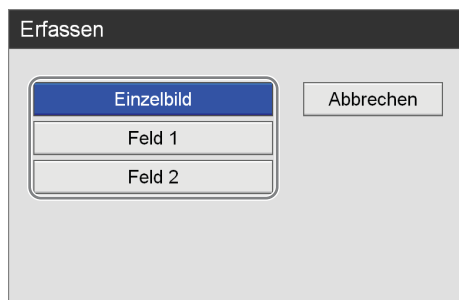 Erfassen
Einzelbild
Abbrechen
Feld 1
Feld 2